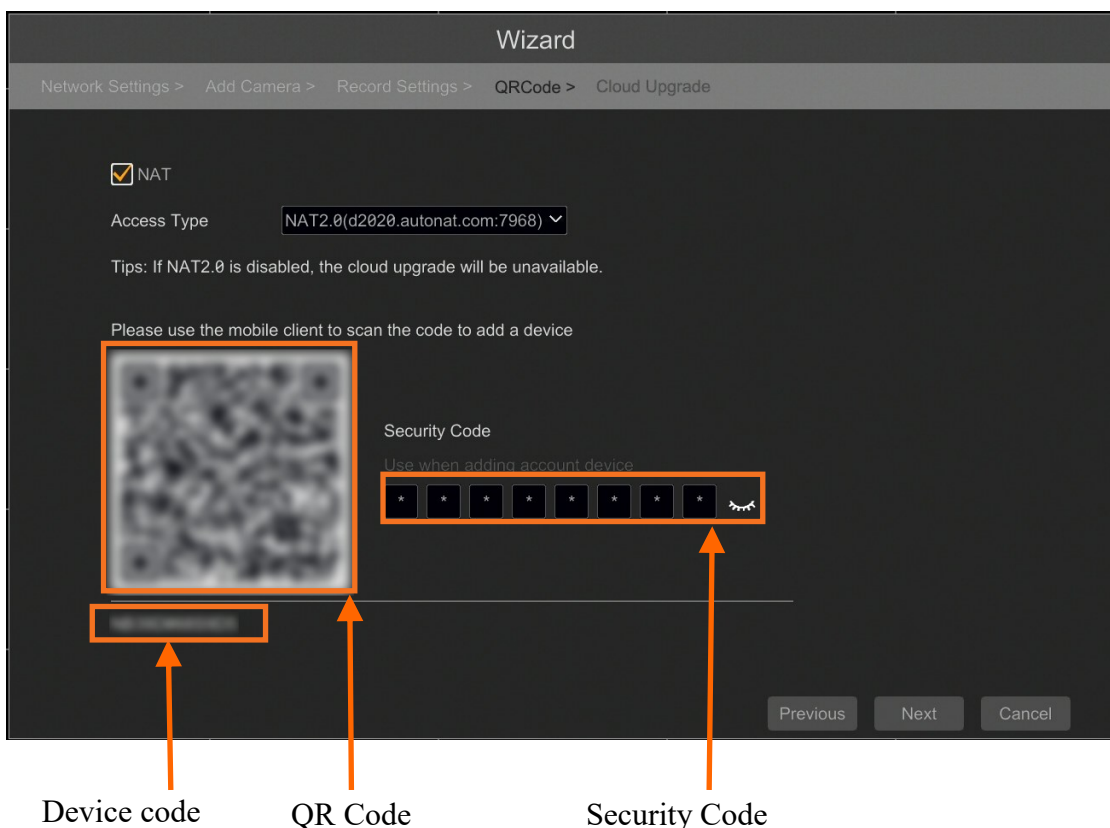 Wizard
Network Settings > Add Camera > Record Settings > QRCode > Cloud Upgrade
NAT
Access Type NAT2.0(d2020.autonat.com:7968)
Tips: If NAT2.0 is disabled, the cloud upgrade will be unavailable.
Please use the mobile client to scan the code to add a device
Security Code
Use when adding account device
* * * * * * * *
Previous Next Cancel
Device code QR Code Security Code